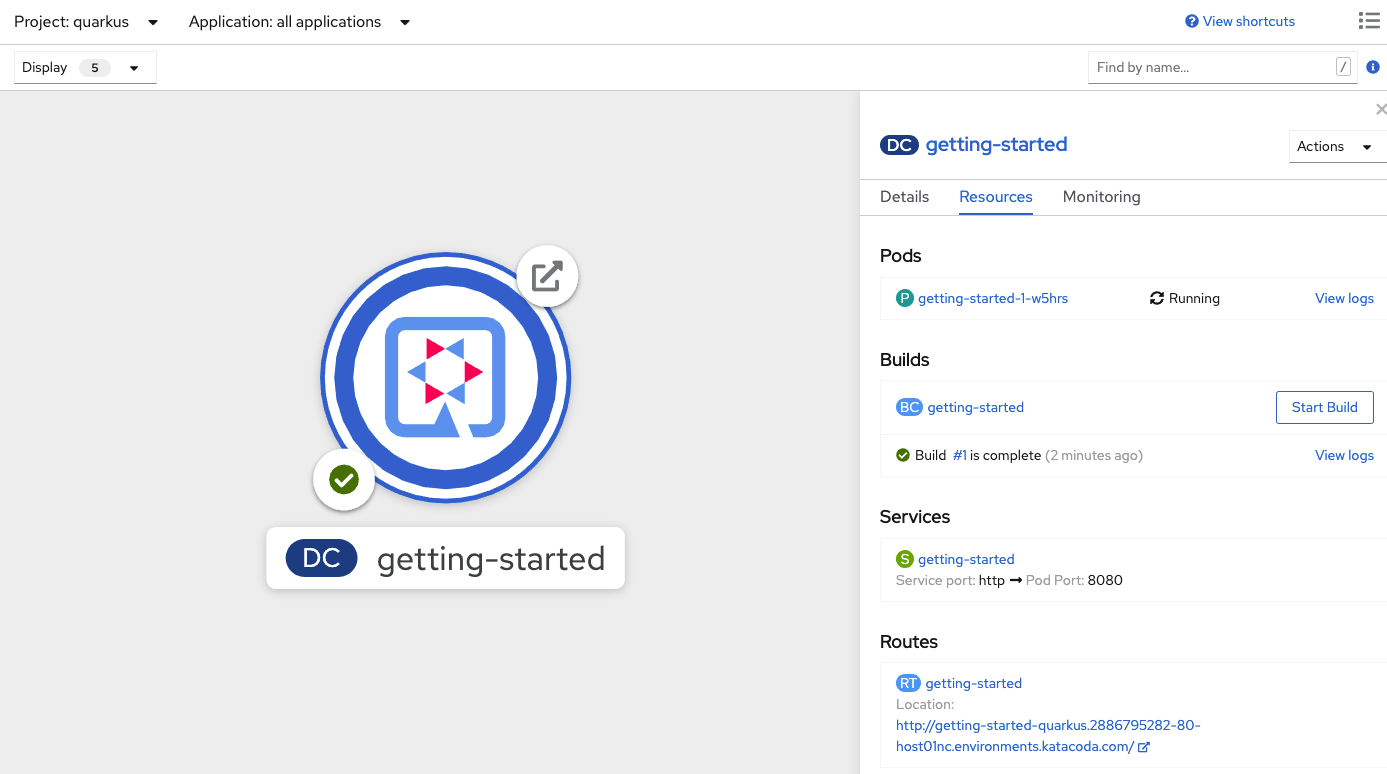 Project: quarkus Application: all applications View shortcuts
Display 5 Find by name... /
DC getting-started
Actions
Details Resources Monitoring
Pods
P getting-started-1-w5hrs Running View logs
Builds
BC getting-started Start Build
Build #1 is complete (2 minutes ago) View logs
Services
S getting-started
Service port: http → Pod Port: 8080
Routes
RT getting-started
Location:
http://getting-started-quarkus.2886795282-80-
host01nc.environments.katacoda.com/
DC getting-started